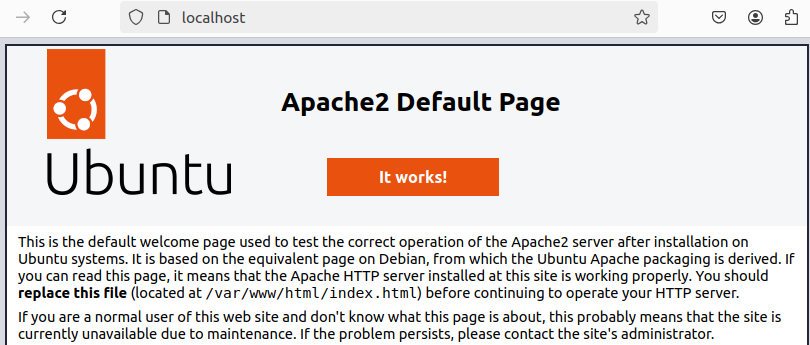 localhost
Apache2 Default Page
Ubuntu
It works!
This is the default welcome page used to test the correct operation of the Apache2 server after installation on
Ubuntu systems. It is based on the equivalent page on Debian, from which the Ubuntu Apache packaging is derived. If
you can read this page, it means that the Apache HTTP server installed at this site is working properly. You should
replace this file (located at /var/www/html/index.html) before continuing to operate your HTTP server.
If you are a normal user of this web site and don't know what this page is about, this probably means that the site is
currently unavailable due to maintenance. If the problem persists, please contact the site's administrator.